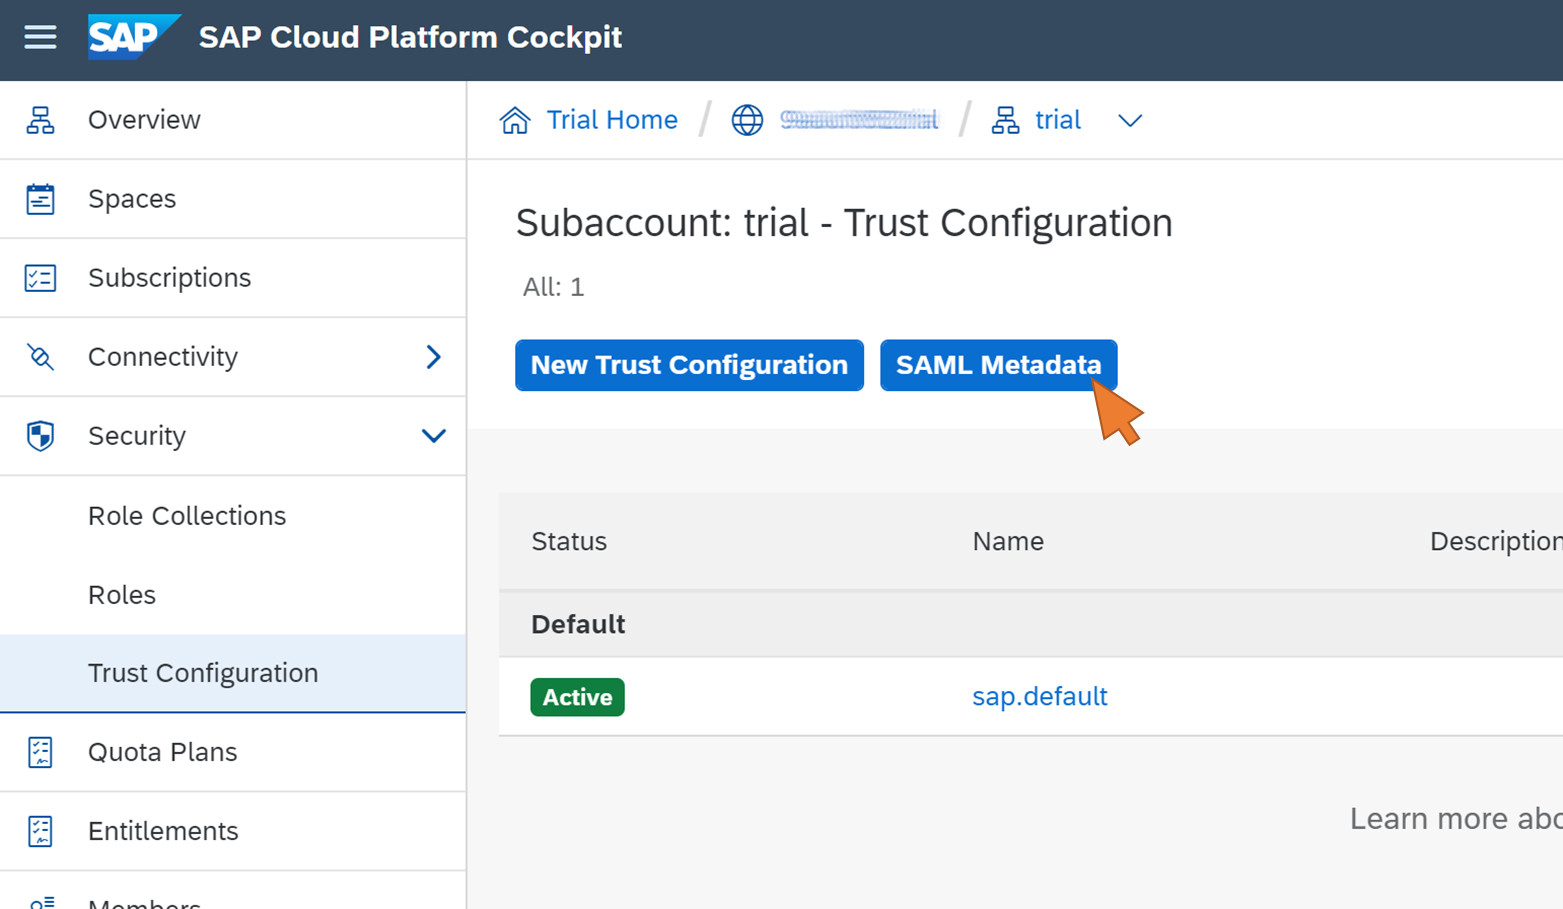 SAP SAP Cloud Platform Cockpit
Overview
Spaces
Subscriptions
Connectivity
Security
Role Collections
Roles
Trust Configuration
Quota Plans
Entitlements
Members
Trial Home / / trial
Subaccount: trial - Trust Configuration
All: 1
New Trust Configuration SAML Metadata
Status Name Description
Default
Active sap.default
Learn more abo